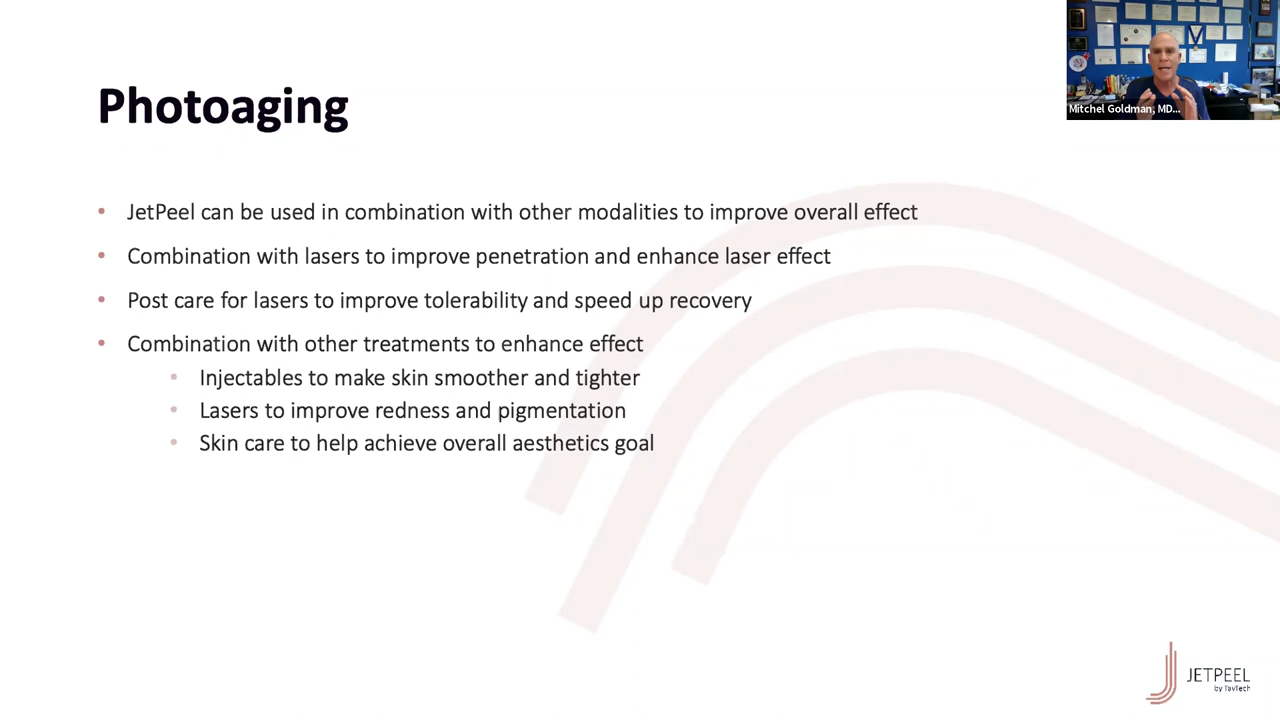 Mitchel Goldman, MD...
Photoaging
JetPeel can be used in combination with other modalities to improve overall effect
Combination with lasers to improve penetration and enhance laser effect
Post care for lasers to improve tolerability and speed up recovery
Combination with other treatments to enhance effect
Injectables to make skin smoother and tighter
Lasers to improve redness and pigmentation
Skin care to help achieve overall aesthetics goal
JETPEEL
by TavTech